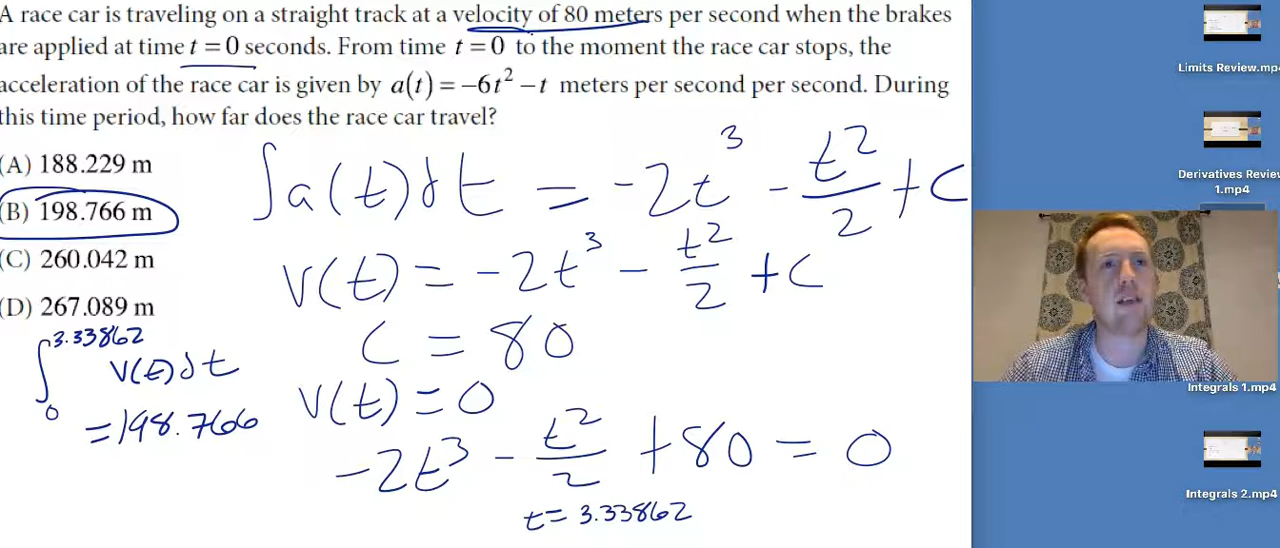 A race car is traveling on a straight track at a velocity of 80 meters per second when the brakes
are applied at time t = 0 seconds. From time t = 0 to the moment the race car stops, the
acceleration of the race car is given by a(t) = −6t² − t meters per second per second. During
this time period, how far does the race car travel?
(A) 188.229 m
(B) 198.766 m
(C) 260.042 m
(D) 267.089 m
∫a(t)dt = -2t³ - t²/2 + C
v(t) = -2t³ - t²/2 + C
C = 80
v(t) = 0
-2t³ - t²/2 + 80 = 0
t = 3.33862
∫₀^3.33862 v(t)dt
= 198.766
Limits Review.mp4
Derivatives Review
1.mp4
Integrals 1.mp4
Integrals 2.mp4